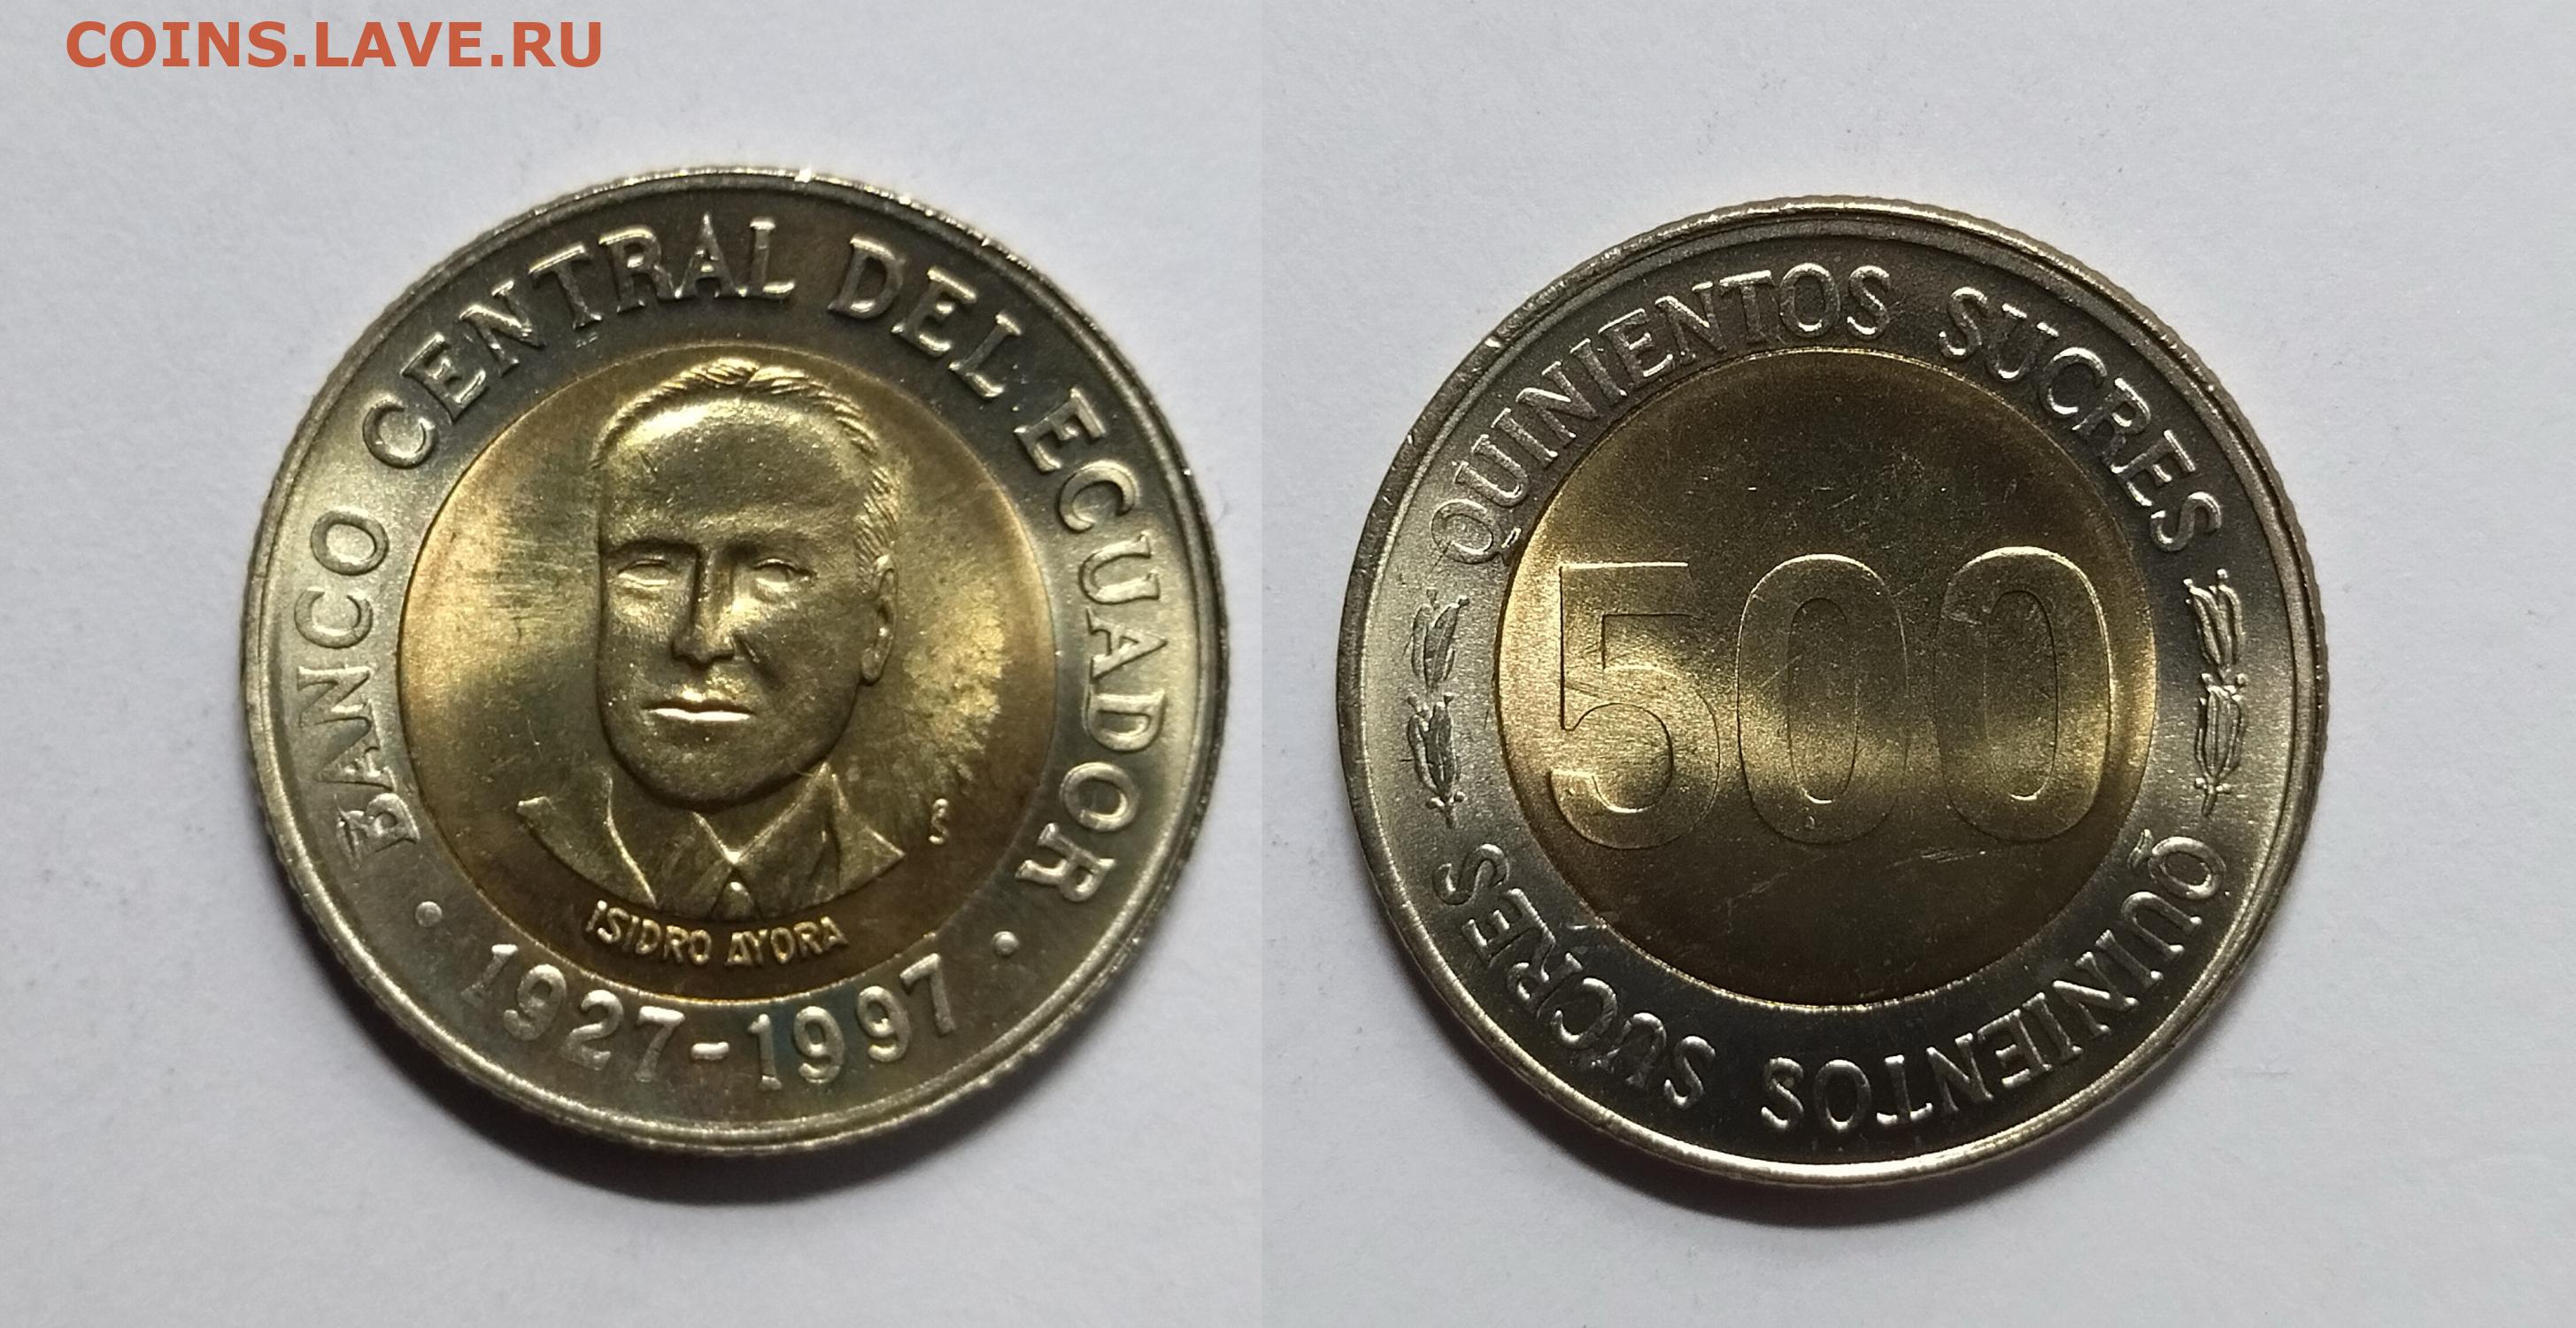 COINS.LAVE.RU
BANCO CENTRAL DEL ECUADOR
ISIDRO AYORA
S
· 1927-1997 ·
QUINIENTOS SUCRES
500
QUINIENTOS SUCRES